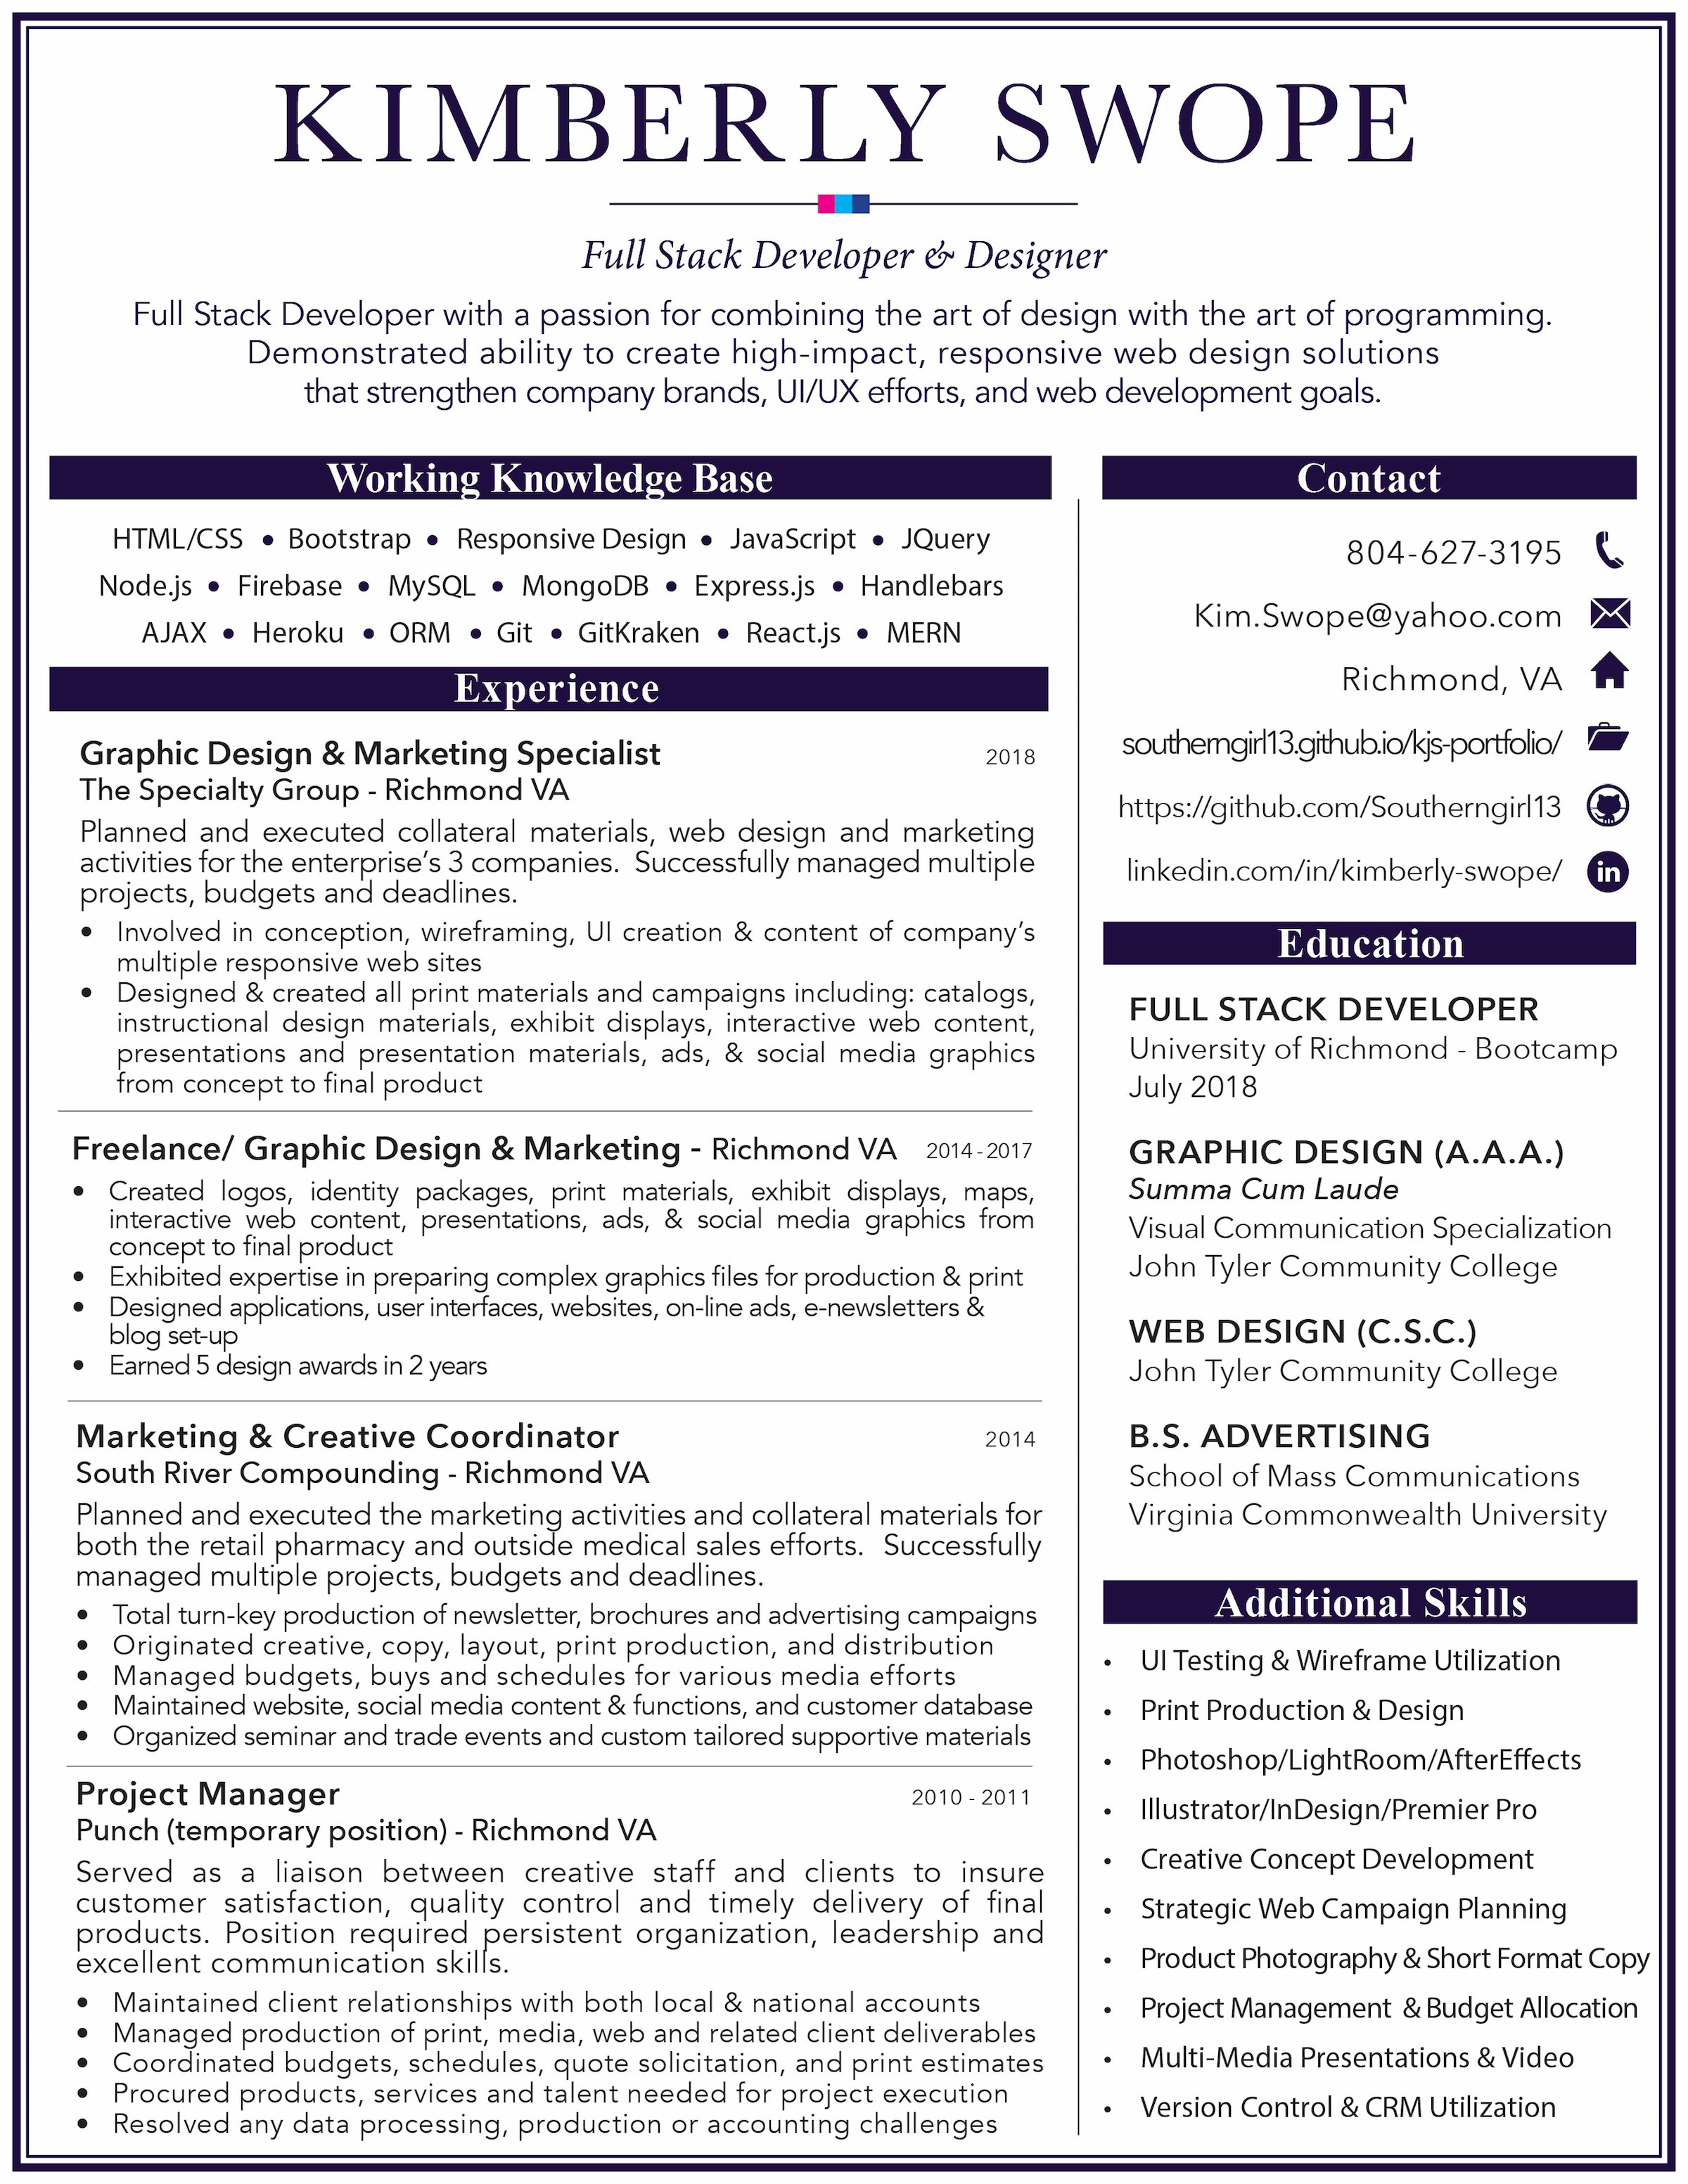 KIMBERLY SWOPE
Full Stack Developer & Designer
Full Stack Developer with a passion for combining the art of design with the art of programming.
Demonstrated ability to create high-impact, responsive web design solutions
that strengthen company brands, UI/UX efforts, and web development goals.
Working Knowledge Base
HTML/CSS • Bootstrap • Responsive Design • JavaScript • JQuery
Node.js • Firebase • MySQL • MongoDB • Express.js • Handlebars
AJAX • Heroku • ORM • Git • GitKraken • React.js • MERN
Experience
Graphic Design & Marketing Specialist 2018
The Specialty Group - Richmond VA
Planned and executed collateral materials, web design and marketing
activities for the enterprise's 3 companies. Successfully managed multiple
projects, budgets and deadlines.
• Involved in conception, wireframing, UI creation & content of company's
multiple responsive web sites
• Designed & created all print materials and campaigns including: catalogs,
instructional design materials, exhibit displays, interactive web content,
presentations and presentation materials, ads, & social media graphics
from concept to final product
Freelance/ Graphic Design & Marketing - Richmond VA 2014 - 2017
• Created logos, identity packages, print materials, exhibit displays, maps,
interactive web content, presentations, ads, & social media graphics from
concept to final product
• Exhibited expertise in preparing complex graphics files for production & print
• Designed applications, user interfaces, websites, on-line ads, e-newsletters &
blog set-up
• Earned 5 design awards in 2 years
Marketing & Creative Coordinator 2014
South River Compounding - Richmond VA
Planned and executed the marketing activities and collateral materials for
both the retail pharmacy and outside medical sales efforts. Successfully
managed multiple projects, budgets and deadlines.
• Total turn-key production of newsletter, brochures and advertising campaigns
• Originated creative, copy, layout, print production, and distribution
• Managed budgets, buys and schedules for various media efforts
• Maintained website, social media content & functions, and customer database
• Organized seminar and trade events and custom tailored supportive materials
Project Manager 2010 - 2011
Punch (temporary position) - Richmond VA
Served as a liaison between creative staff and clients to insure
customer satisfaction, quality control and timely delivery of final
products. Position required persistent organization, leadership and
excellent communication skills.
• Maintained client relationships with both local & national accounts
• Managed production of print, media, web and related client deliverables
• Coordinated budgets, schedules, quote solicitation, and print estimates
• Procured products, services and talent needed for project execution
• Resolved any data processing, production or accounting challenges
Contact
804-627-3195
Kim.Swope@yahoo.com
Richmond, VA
southerngirl13.github.io/kjs-portfolio/
https://github.com/Southerngirl13
linkedin.com/in/kimberly-swope/
in
Education
FULL STACK DEVELOPER
University of Richmond - Bootcamp
July 2018
GRAPHIC DESIGN (A.A.A.)
Summa Cum Laude
Visual Communication Specialization
John Tyler Community College
WEB DESIGN (C.S.C.)
John Tyler Community College
B.S. ADVERTISING
School of Mass Communications
Virginia Commonwealth University
Additional Skills
• UI Testing & Wireframe Utilization
• Print Production & Design
• Photoshop/LightRoom/AfterEffects
• Illustrator/InDesign/Premier Pro
• Creative Concept Development
• Strategic Web Campaign Planning
• Product Photography & Short Format Copy
• Project Management & Budget Allocation
• Multi-Media Presentations & Video
• Version Control & CRM Utilization